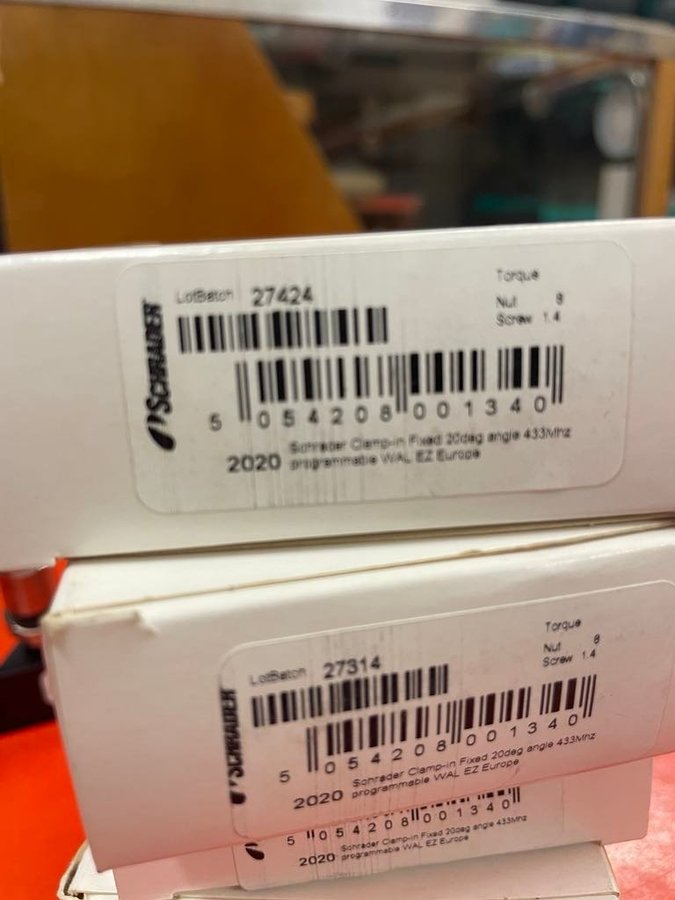 SCHRADER
LotBatch 27424
Torque
Nut 8
Screw 1.4
5 054208 001340
2020 Schrader Clamp-in Fixed 20deg angle 433Mhz
programmable WAL EZ Europe
SCHRADER
LotBatch 27314
Torque
Nut 8
Screw 1.4
5 054208 001340
2020 Schrader Clamp-in Fixed 20deg angle 433Mhz
programmable WAL EZ Europe
5 054208 001340
2020 Schrader Clamp-in Fixed 20deg angle 433Mhz
programmable WAL EZ Europe